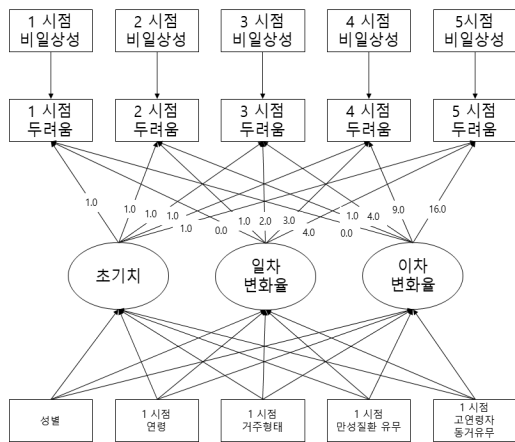 1 시점
비일상성
2 시점
비일상성
3 시점
비일상성
4 시점
비일상성
5시점
비일상성
1 시점
두려움
2 시점
두려움
3 시점
두려움
4 시점
두려움
5 시점
두려움
1.0
1.0
1.0
1.0
1.0
0.0
1.0
2.0
3.0
4.0
0.0
1.0
4.0
9.0
16.0
초기치
일차
변화율
이차
변화율
성별
1 시점
연령
1 시점
거주형태
1 시점
만성질환 유무
1 시점
고연령자
동거유무